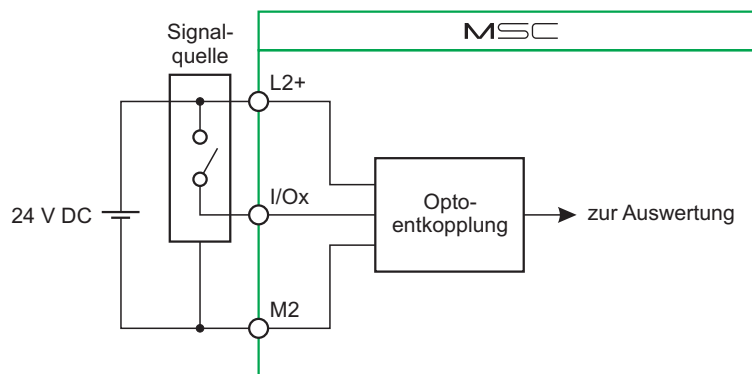 Signal-
quelle
MSC
L2+
I/Ox
24 V DC
Opto-
entkopplung
zur Auswertung
M2